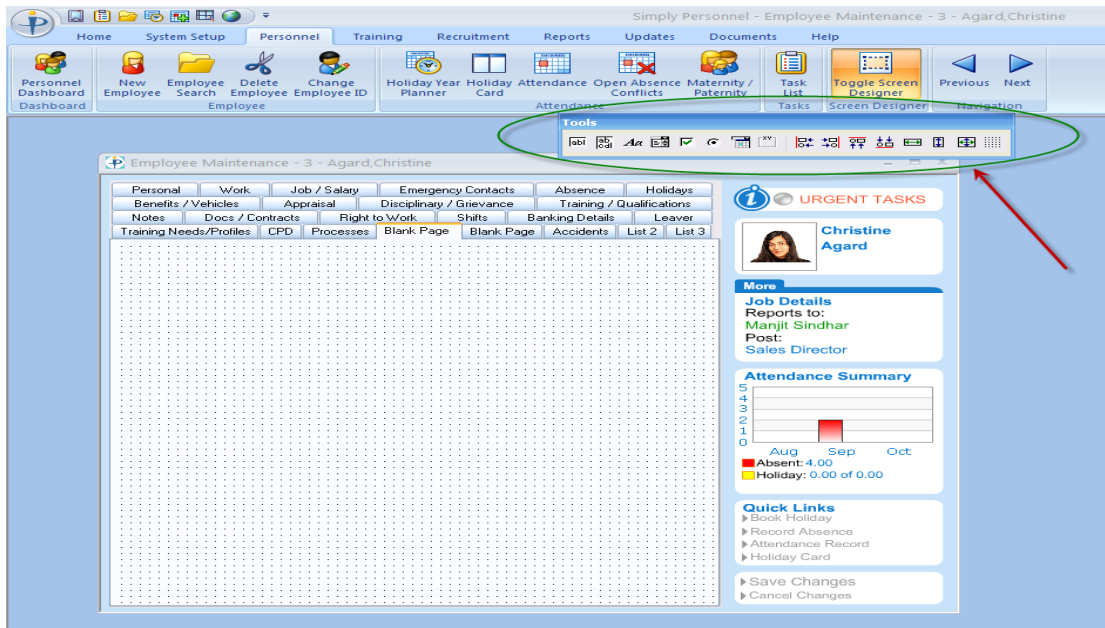 Simply Personnel - Employee Maintenance - 3 - Agard,Christine
Home System Setup Personnel Training Recruitment Reports Updates Documents Help
Personnel Dashboard
New Employee
Employee Search
Delete Employee
Change Employee ID
Holiday Year Planner
Holiday Card
Attendance
Open Absence Conflicts
Maternity / Paternity
Task List
Toggle Screen Designer
Previous
Next
Dashboard Employee Attendance Tasks Screen Designer Navigation
Tools
Employee Maintenance - 3 - Agard,Christine
Personal Work Job / Salary Emergency Contacts Absence Holidays
Benefits / Vehicles Appraisal Disciplinary / Grievance Training / Qualifications
Notes Docs / Contracts Right to Work Shifts Banking Details Leaver
Training Needs/Profiles CPD Processes Blank Page Blank Page Accidents List 2 List 3
URGENT TASKS
Christine
Agard
More
Job Details
Reports to:
Manjit Sindhar
Post:
Sales Director
Attendance Summary
5
4
3
2
1
0
Aug Sep Oct
Absent: 4.00
Holiday: 0.00 of 0.00
Quick Links
Book Holiday
Record Absence
Attendance Record
Holiday Card
Save Changes
Cancel Changes